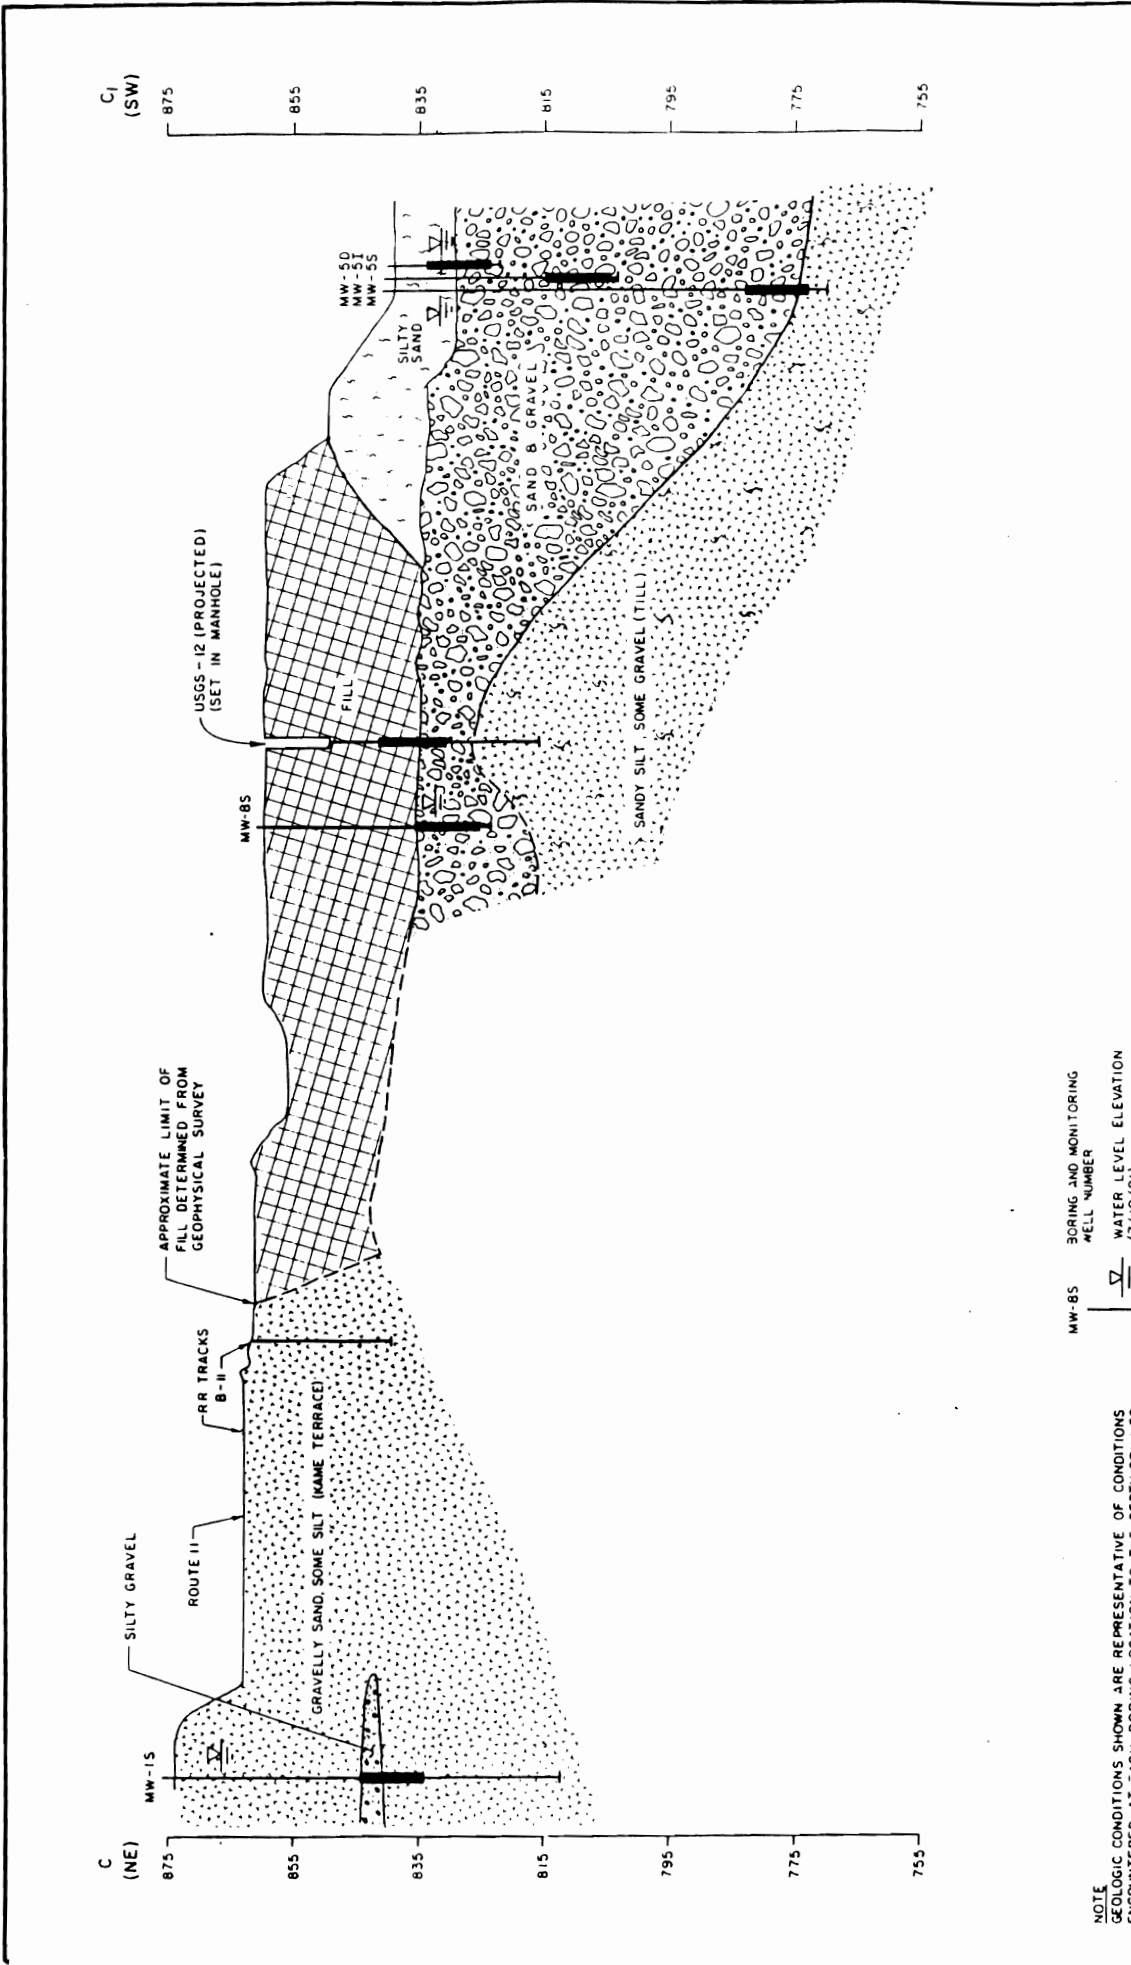 C
(NE)
875
855
835
815
795
775
755
C1
(SW)
875
855
835
815
795
775
755
MW-1S
SILTY GRAVEL
ROUTE 11
RR TRACKS
B-11
APPROXIMATE LIMIT OF
FILL DETERMINED FROM
GEOPHYSICAL SURVEY
MW-8S
USGS-12 (PROJECTED)
(SET IN MANHOLE)
MW-5D
MW-5I
MW-5S
GRAVELLY SAND, SOME SILT (KAME TERRACE)
FILL
SILTY
SAND
SAND & GRAVEL
SANDY SILT SOME GRAVEL (TILL)
NOTE
GEOLOGIC CONDITIONS SHOWN ARE REPRESENTATIVE OF CONDITIONS
MW-8S
BORING AND MONITORING
WELL NUMBER
WATER LEVEL ELEVATION